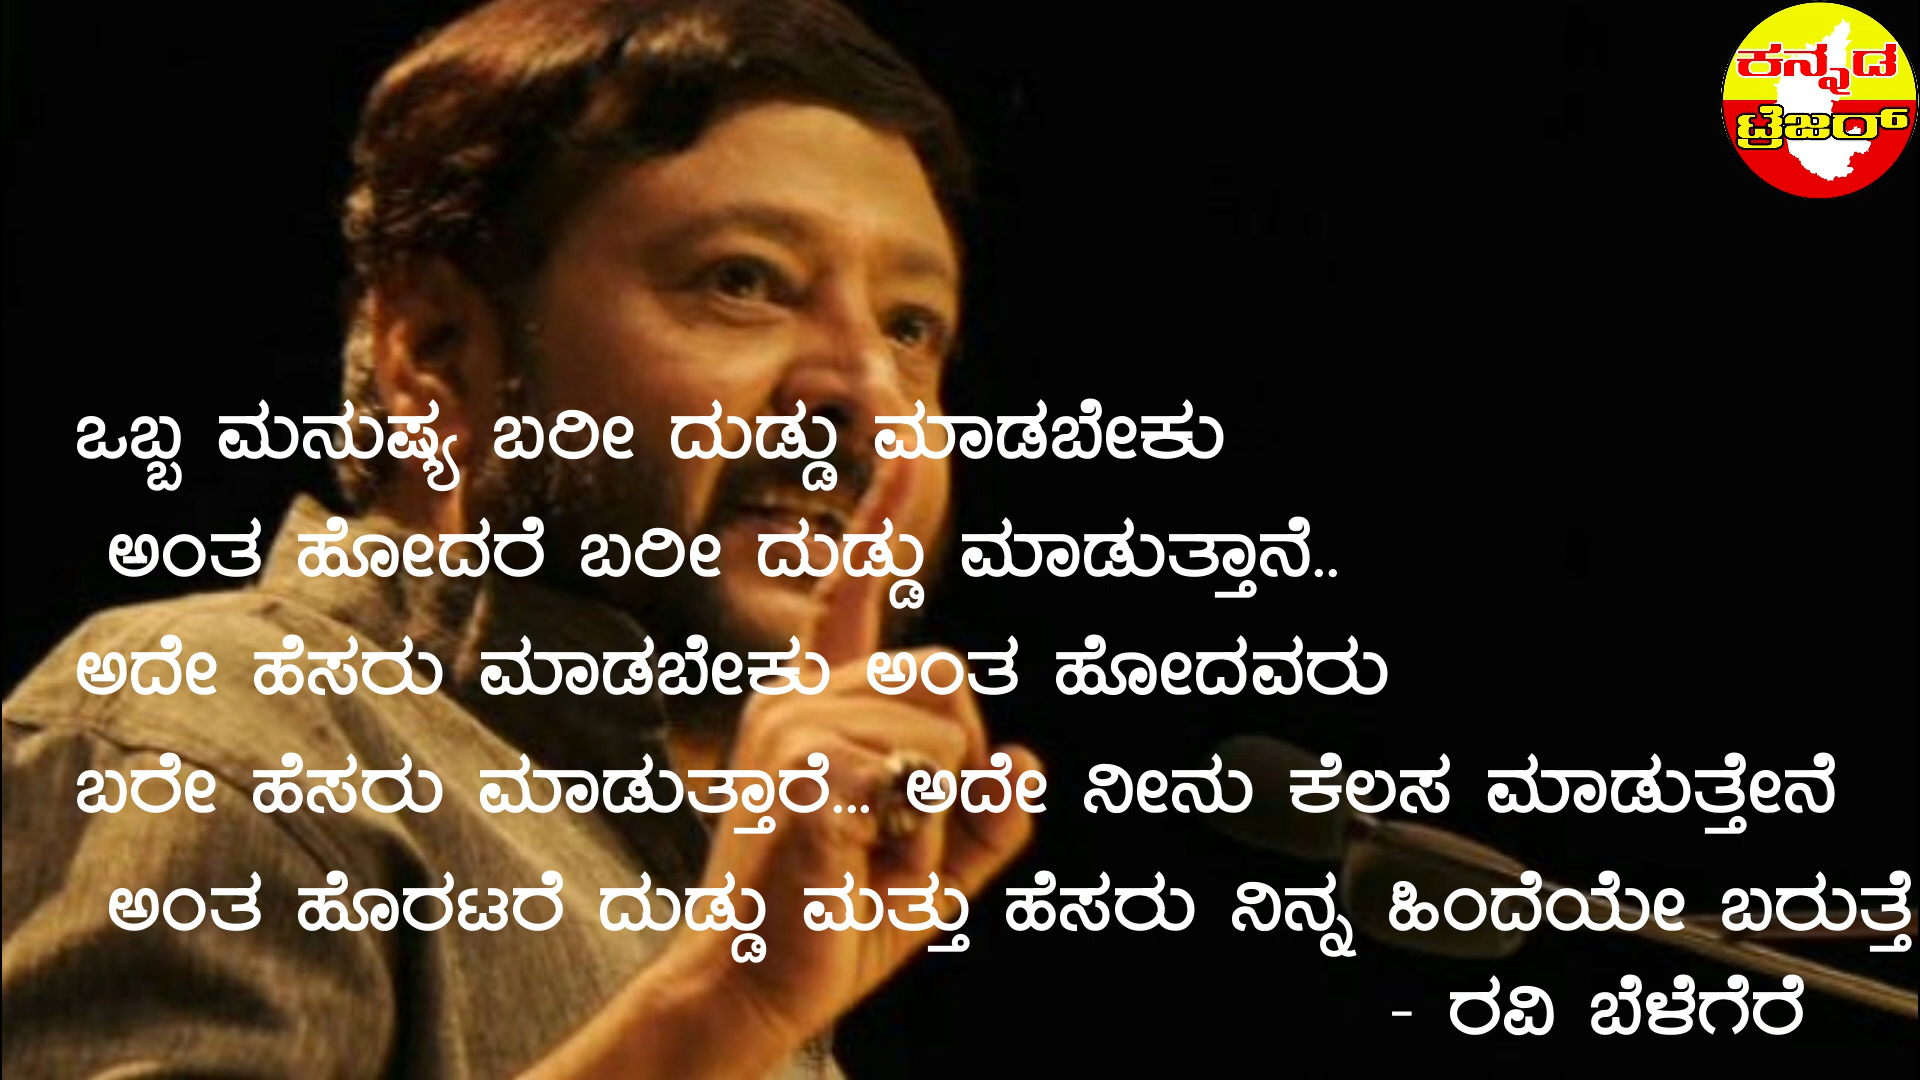 ಕನ್ನಡ
ಟ್ರೆಜರ್
ಒಬ್ಬ ಮನುಷ್ಯ ಬರೀ ದುಡ್ಡು ಮಾಡಬೇಕು
ಅಂತ ಹೋದರೆ ಬರೀ ದುಡ್ಡು ಮಾಡುತ್ತಾನೆ..
ಅದೇ ಹೆಸರು ಮಾಡಬೇಕು ಅಂತ ಹೋದವರು
ಬರೇ ಹೆಸರು ಮಾಡುತ್ತಾರೆ... ಅದೇ ನೀನು ಕೆಲಸ ಮಾಡುತ್ತೇನೆ
ಅಂತ ಹೊರಟರೆ ದುಡ್ಡು ಮತ್ತು ಹೆಸರು ನಿನ್ನ ಹಿಂದೆಯೇ ಬರುತ್ತೆ
- ರವಿ ಬೆಳೆಗೆರೆ